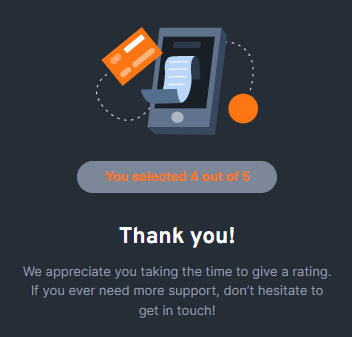 You selected 4 out of 5
Thank you!
We appreciate you taking the time to give a rating.
If you ever need more support, don’t hesitate to
get in touch!